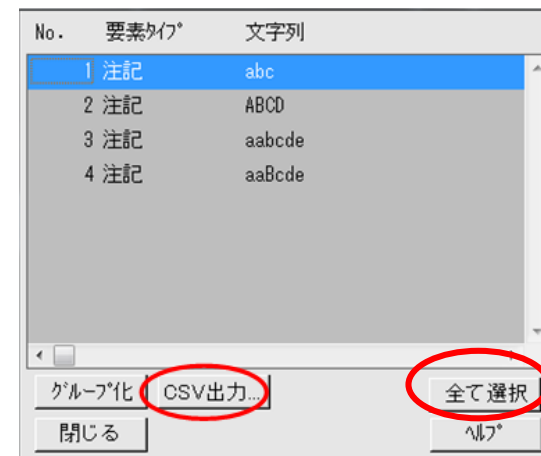 No. 要素ﾀｲﾌﾟ 文字列
1 注記 abc
2 注記 ABCD
3 注記 aabcde
4 注記 aaBcde
ｸﾞﾙｰﾌﾟ化 CSV出力... 全て選択
閉じる ﾍﾙﾌﾟ